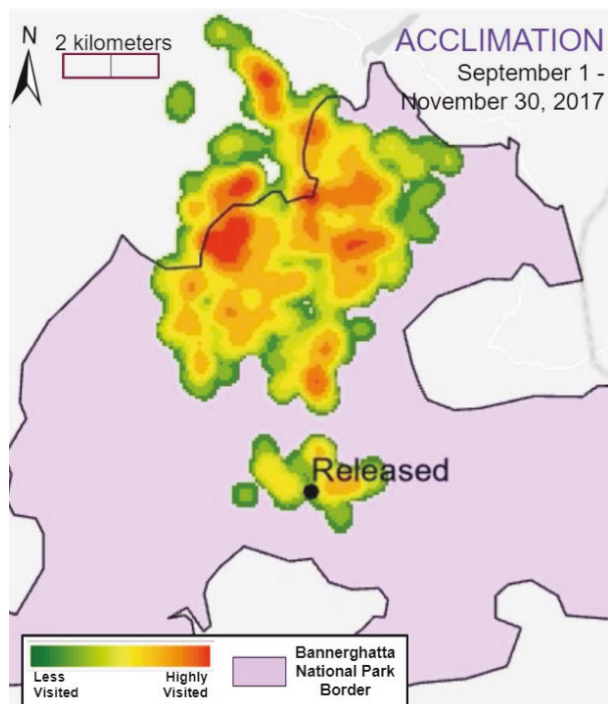 N
2 kilometers
ACCLIMATION
September 1 -
November 30, 2017
Released
Less
Visited
Highly
Visited
Bannerghatta
National Park
Border